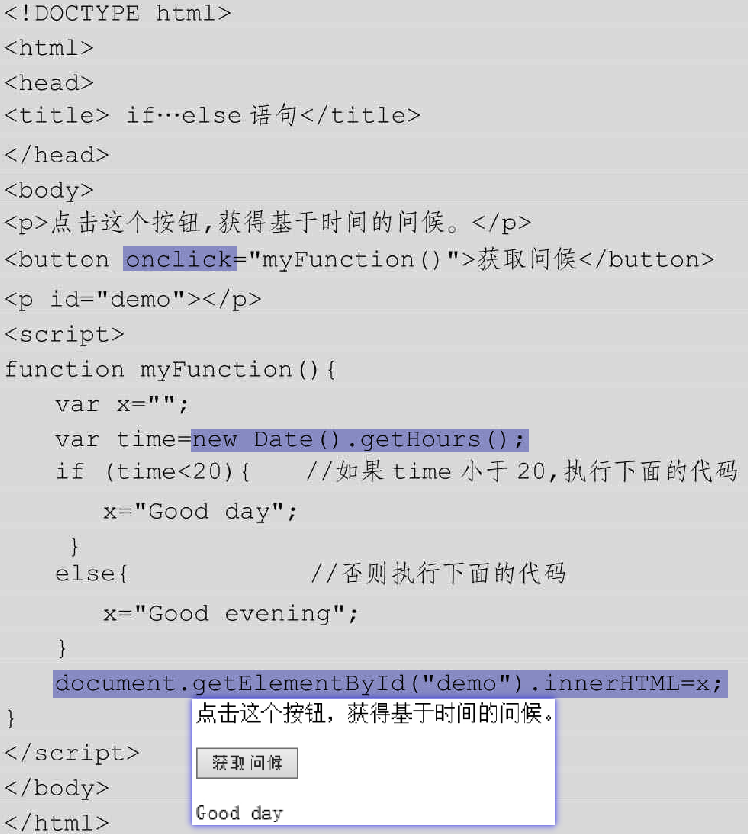 <!DOCTYPE html>
<html>
<head>
<title> if…else 语句</title>
</head>
<body>
<p>点击这个按钮,获得基于时间的问候。</p>
<button onclick="myFunction()">获取问候</button>
<p id="demo"></p>
<script>
function myFunction(){
var x="";
var time=new Date().getHours();
if (time<20){ //如果 time 小于 20,执行下面的代码
x="Good day";
}
else{ //否则执行下面的代码
x="Good evening";
}
document.getElementById("demo").innerHTML=x;
}
</script>
</body>
</html>
点击这个按钮，获得基于时间的问候。
获取问候
Good day